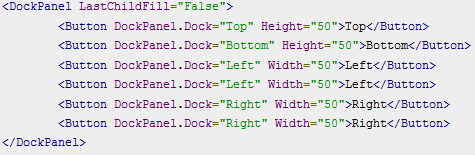 <DockPanel LastChildFill="False">
<Button DockPanel.Dock="Top" Height="50">Top</Button>
<Button DockPanel.Dock="Bottom" Height="50">Bottom</Button>
<Button DockPanel.Dock="Left" Width="50">Left</Button>
<Button DockPanel.Dock="Left" Width="50">Left</Button>
<Button DockPanel.Dock="Right" Width="50">Right</Button>
<Button DockPanel.Dock="Right" Width="50">Right</Button>
</DockPanel>